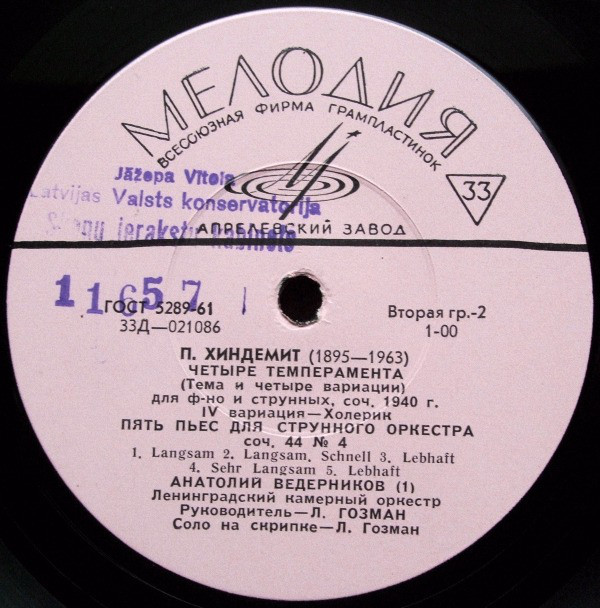 МЕЛОДИЯ
ВСЕСОЮЗНАЯ ФИРМА ГРАМПЛАСТИНОК
33
Jāzepa Vītola
Latvijas Valsts konservatorija
Skaņu ierakstu kabinets
АПРЕЛЕВСКИЙ ЗАВОД
11657
ГОСТ 5289-61
33Д—021086
Вторая гр.-2
1-00
П. ХИНДЕМИТ (1895—1963)
ЧЕТЫРЕ ТЕМПЕРАМЕНТА
(Тема и четыре вариации)
для ф-но и струнных, соч. 1940 г.
IV вариация—Холерик
ПЯТЬ ПЬЕС ДЛЯ СТРУННОГО ОРКЕСТРА
соч. 44 № 4
1. Langsam 2. Langsam, Schnell 3. Lebhaft
4. Sehr Langsam 5. Lebhaft
АНАТОЛИЙ ВЕДЕРНИКОВ (1)
Ленинградский камерный оркестр
Руководитель—Л. ГОЗМАН
Соло на скрипке—Л. Гозман